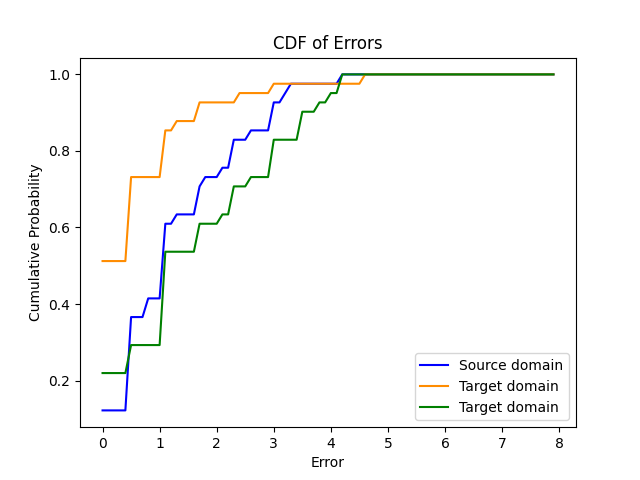 CDF of Errors
Cumulative Probability
1.0
0.8
0.6
0.4
0.2
0 1 2 3 4 5 6 7 8
Error
Source domain
Target domain
Target domain